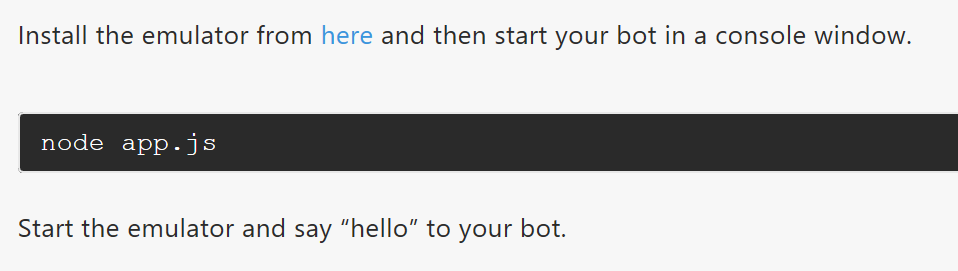 Install the emulator from here and then start your bot in a console window.
node app.js
Start the emulator and say “hello” to your bot.